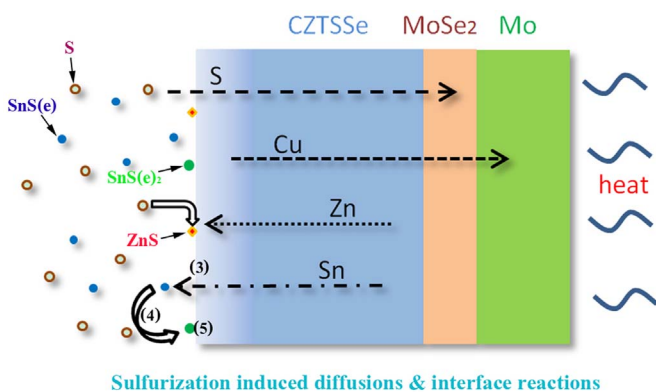 CZTSSe MoSe2 Mo
S
S
SnS(e)
Cu
SnS(e)2
heat
Zn
ZnS
(3)
Sn
(4)
(5)
Sulfurization induced diffusions & interface reactions